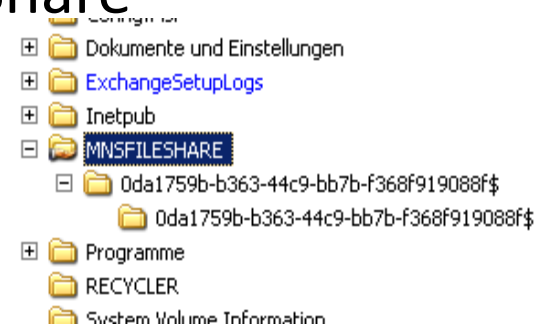 share
Dokumente und Einstellungen
ExchangeSetupLogs
Inetpub
MNSFILESHARE
0da1759b-b363-44c9-bb7b-f368f919088f$
0da1759b-b363-44c9-bb7b-f368f919088f$
Programme
RECYCLER
System Volume Information